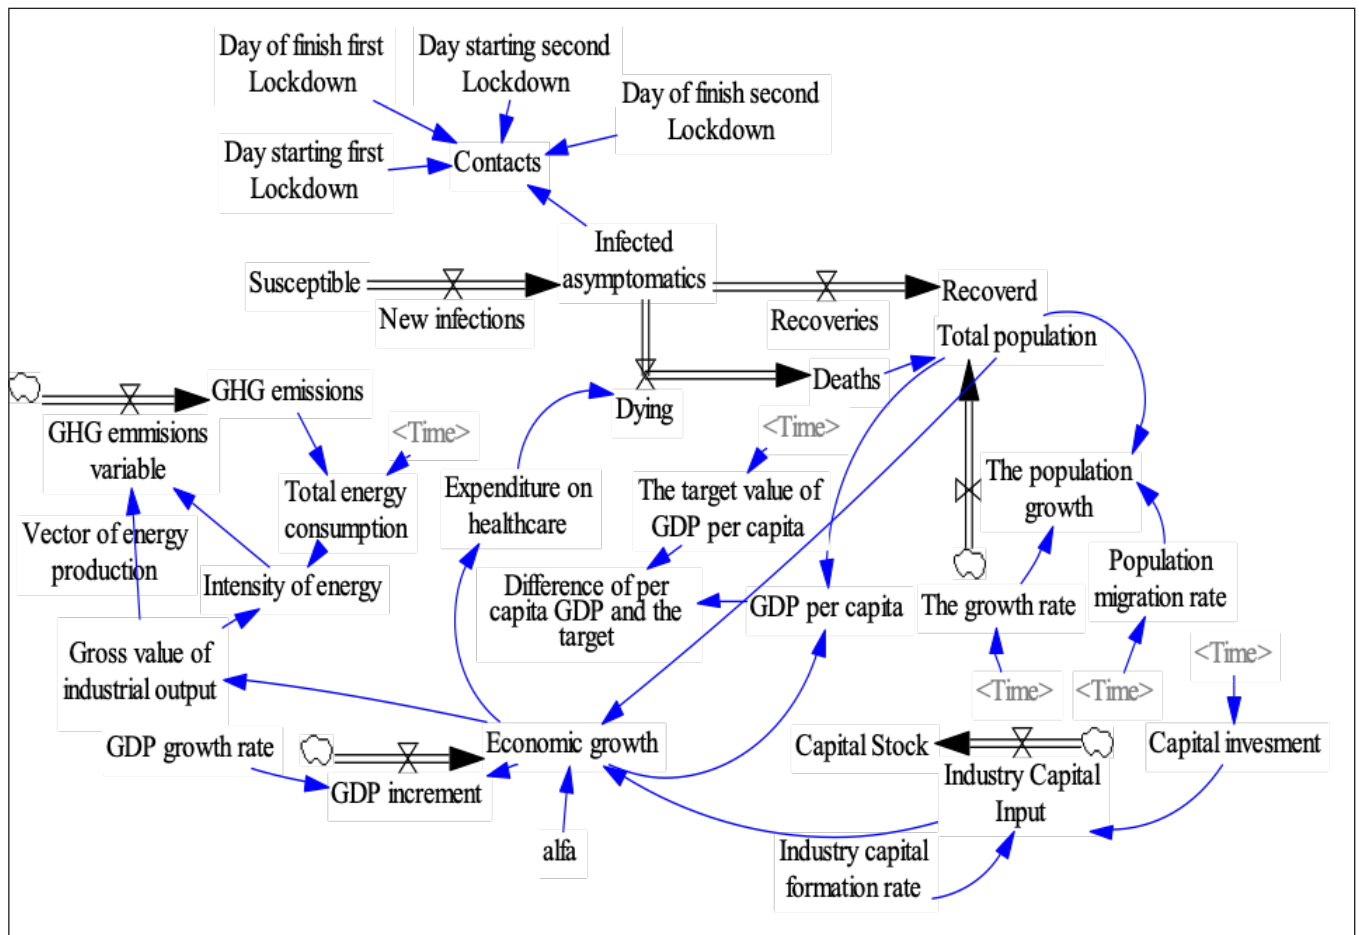 Day of finish first
Lockdown
Day starting second
Lockdown
Day of finish second
Lockdown
Day starting first
Lockdown
Contacts
Infected
asymptomatics
Susceptible
New infections
Recoveries
Recoverd
Total population
GHG emissions
Deaths
Dying
GHG emmisions
variable
<Time>
<Time>
Total energy
consumption
Expenditure on
healthcare
The target value of
GDP per capita
The population
growth
Vector of energy
production
Intensity of energy
Difference of per
capita GDP and the
target
GDP per capita
The growth rate
Population
migration rate
Gross value of
industrial output
<Time>
<Time>
<Time>
GDP growth rate
Economic growth
GDP increment
Capital Stock
Industry Capital
Input
Capital invesment
alfa
Industry capital
formation rate